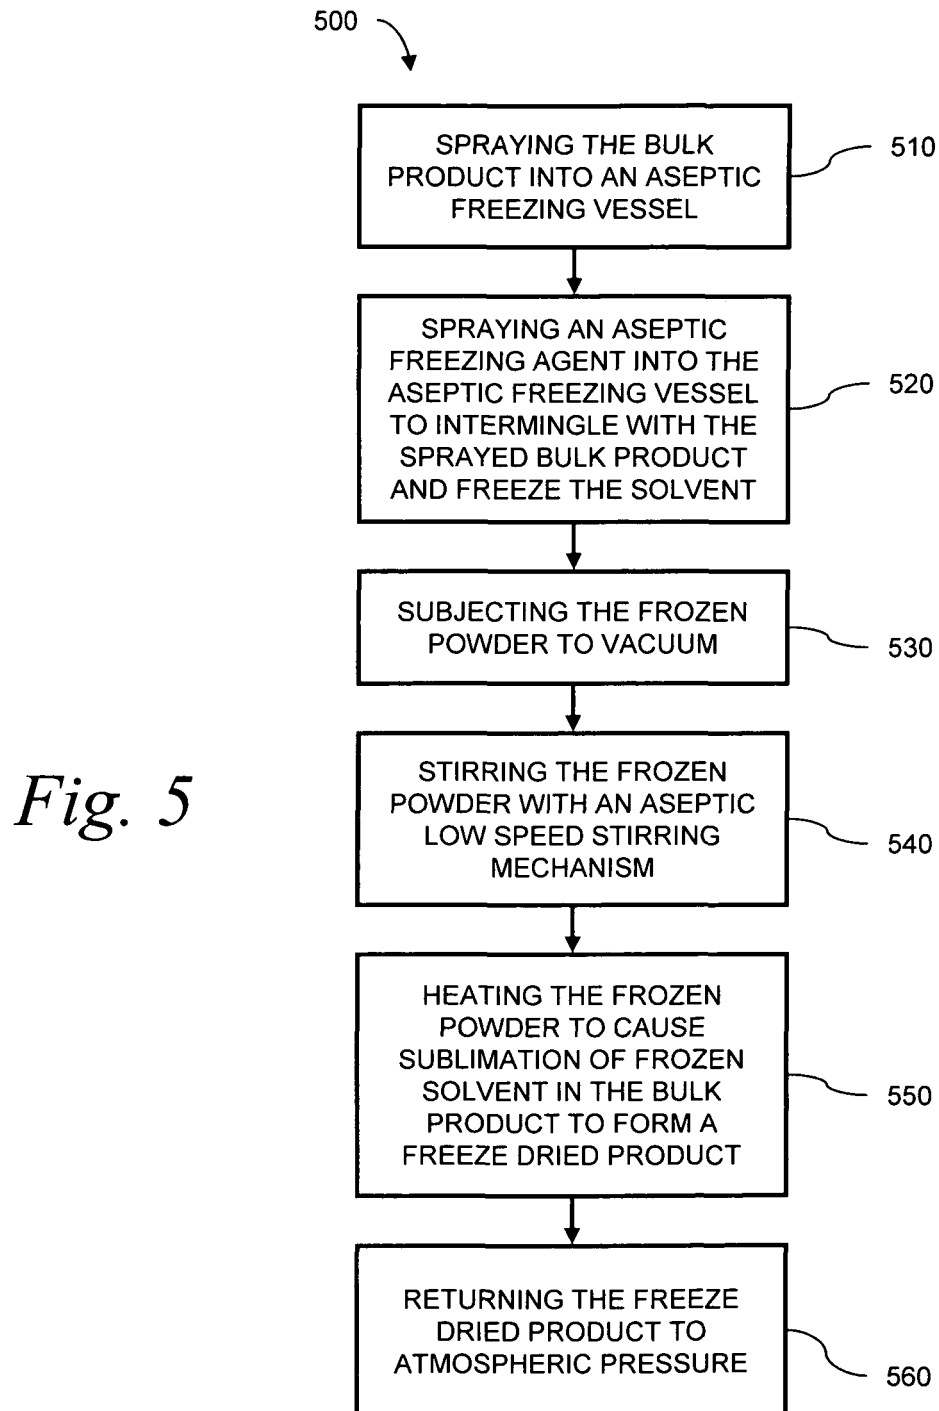 500
SPRAYING THE BULK
PRODUCT INTO AN ASEPTIC
FREEZING VESSEL
510
SPRAYING AN ASEPTIC
FREEZING AGENT INTO THE
ASEPTIC FREEZING VESSEL
TO INTERMINGLE WITH THE
SPRAYED BULK PRODUCT
AND FREEZE THE SOLVENT
520
SUBJECTING THE FROZEN
POWDER TO VACUUM
530
STIRRING THE FROZEN
POWDER WITH AN ASEPTIC
LOW SPEED STIRRING
MECHANISM
540
Fig. 5
HEATING THE FROZEN
POWDER TO CAUSE
SUBLIMATION OF FROZEN
SOLVENT IN THE BULK
PRODUCT TO FORM A
FREEZE DRIED PRODUCT
550
RETURNING THE FREEZE
DRIED PRODUCT TO
ATMOSPHERIC PRESSURE
560